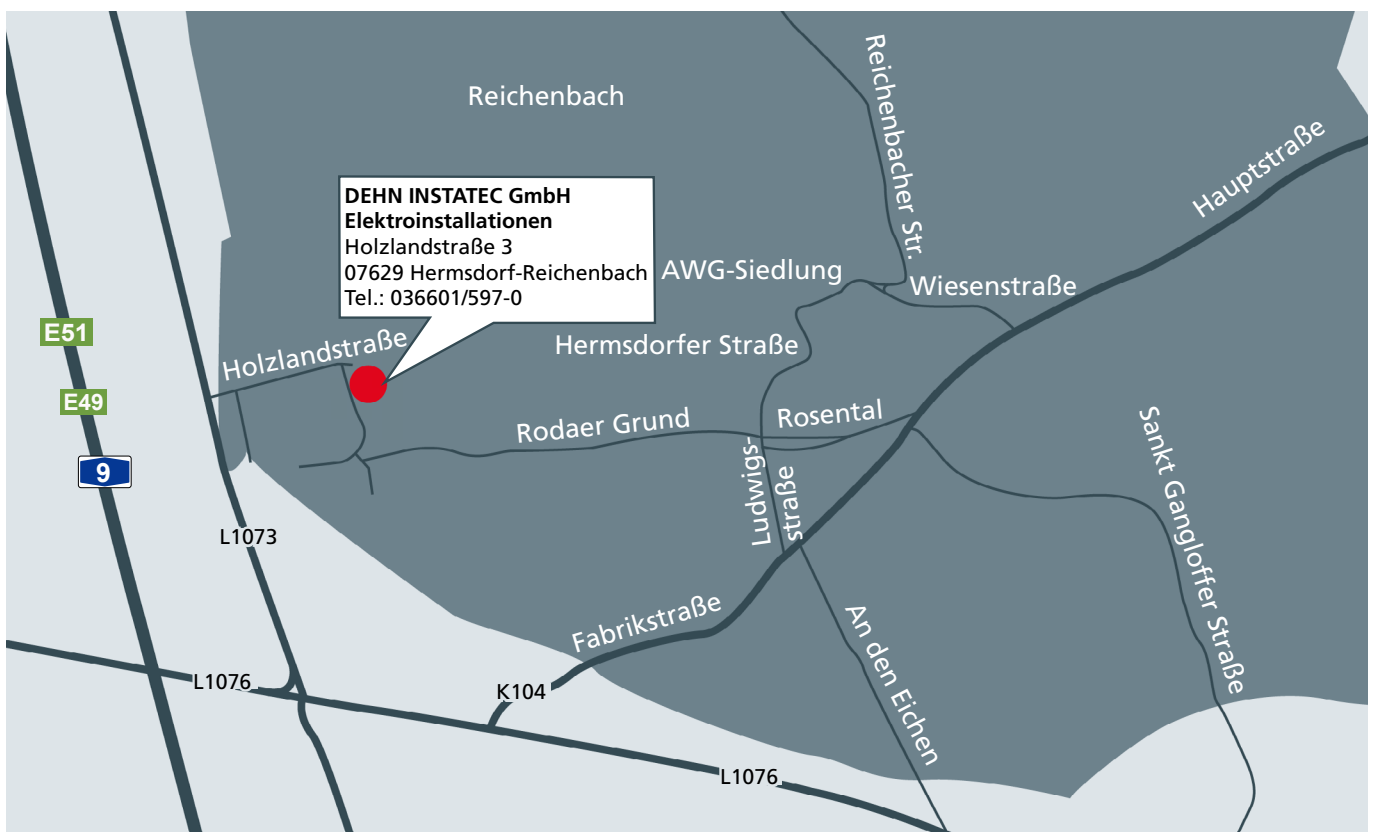 Reichenbach
Reichenbacher Str.
Hauptstraße
DEHN INSTATEC GmbH
Elektroinstallationen
Holzlandstraße 3
07629 Hermsdorf-Reichenbach
Tel.: 036601/597-0
AWG-Siedlung
Wiesenstraße
E51
Holzlandstraße
Hermsdorfer Straße
E49
Rodaer Grund
Rosental
9
Ludwigs-
straße
Sankt Gangloffer Straße
L1073
Fabrikstraße
An den Eichen
L1076
K104
L1076